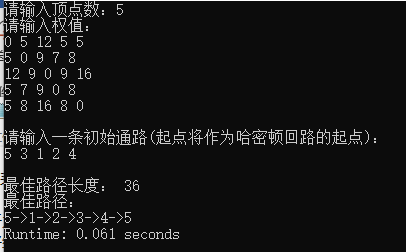 请输入顶点数：5
请输入权值：
0 5 12 5 5
5 0 9 7 8
12 9 0 9 16
5 7 9 0 8
5 8 16 8 0
请输入一条初始通路(起点将作为哈密顿回路的起点)：
5 3 1 2 4
最佳路径长度： 36
最佳路径：
5->1->2->3->4->5
Runtime: 0.061 seconds